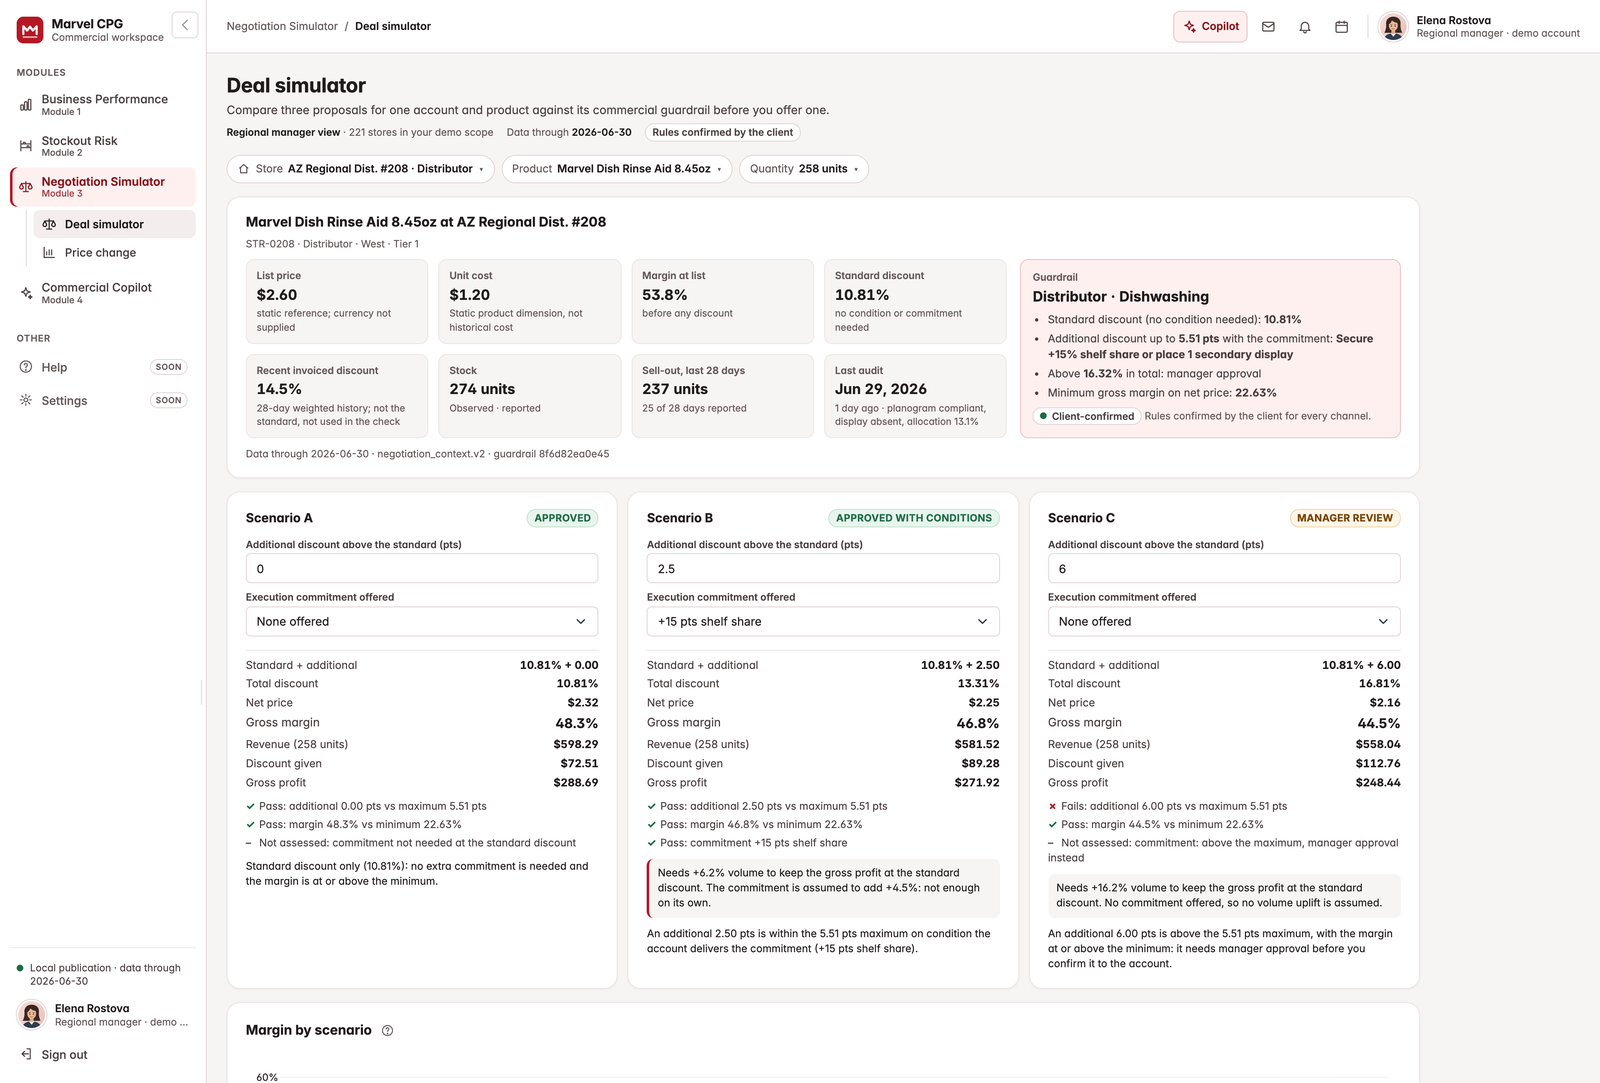 Marvel CPG
Commercial workspace
MODULES
Business Performance
Module 1
Stockout Risk
Module 2
Negotiation Simulator
Module 3
Deal simulator
Price change
Commercial Copilot
Module 4
OTHER
Help SOON
Settings SOON
Local publication · data through
2026-06-30
Elena Rostova
Regional manager · demo ...
Sign out
Negotiation Simulator / Deal simulator
Copilot
Elena Rostova
Regional manager · demo account
Deal simulator
Compare three proposals for one account and product against its commercial guardrail before you offer one.
Regional manager view · 221 stores in your demo scope Data through 2026-06-30 Rules confirmed by the client
Store AZ Regional Dist. #208 · Distributor
Product Marvel Dish Rinse Aid 8.45oz
Quantity 258 units
Marvel Dish Rinse Aid 8.45oz at AZ Regional Dist. #208
STR-0208 · Distributor · West · Tier 1
List price
$2.60
static reference; currency not
supplied
Unit cost
$1.20
Static product dimension, not
historical cost
Margin at list
53.8%
before any discount
Standard discount
10.81%
no condition or commitment
needed
Recent invoiced discount
14.5%
28-day weighted history; not the
standard, not used in the check
Stock
274 units
Observed · reported
Sell-out, last 28 days
237 units
25 of 28 days reported
Last audit
Jun 29, 2026
1 day ago · planogram compliant,
display absent, allocation 13.1%
Guardrail
Distributor · Dishwashing
• Standard discount (no condition needed): 10.81%
• Additional discount up to 5.51 pts with the commitment: Secure
+15% shelf share or place 1 secondary display
• Above 16.32% in total: manager approval
• Minimum gross margin on net price: 22.63%
Client-confirmed Rules confirmed by the client for every channel.
Data through 2026-06-30 · negotiation_context.v2 · guardrail 8f6d82ea0e45
Scenario A APPROVED
Additional discount above the standard (pts)
0
Execution commitment offered
None offered
Standard + additional 10.81% + 0.00
Total discount 10.81%
Net price $2.32
Gross margin 48.3%
Revenue (258 units) $598.29
Discount given $72.51
Gross profit $288.69
✓ Pass: additional 0.00 pts vs maximum 5.51 pts
✓ Pass: margin 48.3% vs minimum 22.63%
– Not assessed: commitment not needed at the standard discount
Standard discount only (10.81%): no extra commitment is needed and
the margin is at or above the minimum.
Scenario B APPROVED WITH CONDITIONS
Additional discount above the standard (pts)
2.5
Execution commitment offered
+15 pts shelf share
Standard + additional 10.81% + 2.50
Total discount 13.31%
Net price $2.25
Gross margin 46.8%
Revenue (258 units) $581.52
Discount given $89.28
Gross profit $271.92
✓ Pass: additional 2.50 pts vs maximum 5.51 pts
✓ Pass: margin 46.8% vs minimum 22.63%
✓ Pass: commitment +15 pts shelf share
Needs +6.2% volume to keep the gross profit at the standard
discount. The commitment is assumed to add +4.5%: not enough
on its own.
An additional 2.50 pts is within the 5.51 pts maximum on condition the
account delivers the commitment (+15 pts shelf share).
Scenario C MANAGER REVIEW
Additional discount above the standard (pts)
6
Execution commitment offered
None offered
Standard + additional 10.81% + 6.00
Total discount 16.81%
Net price $2.16
Gross margin 44.5%
Revenue (258 units) $558.04
Discount given $112.76
Gross profit $248.44
✗ Fails: additional 6.00 pts vs maximum 5.51 pts
✓ Pass: margin 44.5% vs minimum 22.63%
– Not assessed: commitment: above the maximum, manager approval
instead
Needs +16.2% volume to keep the gross profit at the standard
discount. No commitment offered, so no volume uplift is assumed.
An additional 6.00 pts is above the 5.51 pts maximum, with the margin
at or above the minimum: it needs manager approval before you
confirm it to the account.
Margin by scenario
60%